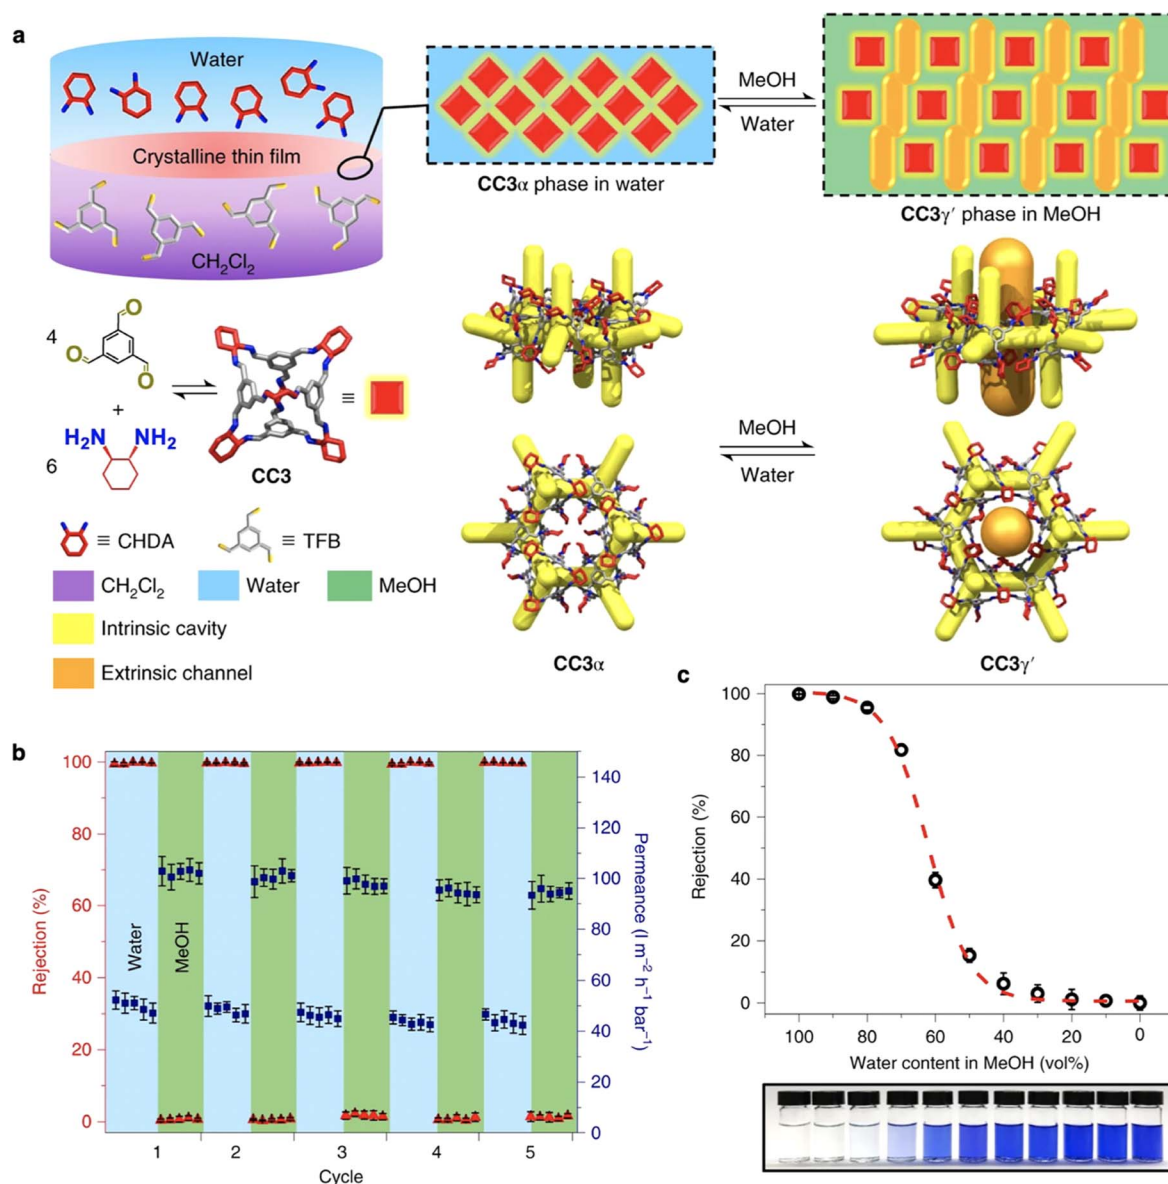 a
Water
Crystalline thin film
CH₂Cl₂
CC3α phase in water
MeOH
Water
CC3γ′ phase in MeOH
4
O
O
O
+
6
H₂N
NH₂
≡
CC3
≡ CHDA
≡ TFB
CH₂Cl₂
Water
MeOH
Intrinsic cavity
Extrinsic channel
MeOH
Water
CC3α
CC3γ′
b
Rejection (%)
100
80
60
40
20
0
Water
MeOH
140
120
100
80
60
40
20
0
Permeance (l m⁻² h⁻¹ bar⁻¹)
1
2
3
4
5
Cycle
c
Rejection (%)
100
80
60
40
20
0
100
80
60
40
20
0
Water content in MeOH (vol%)